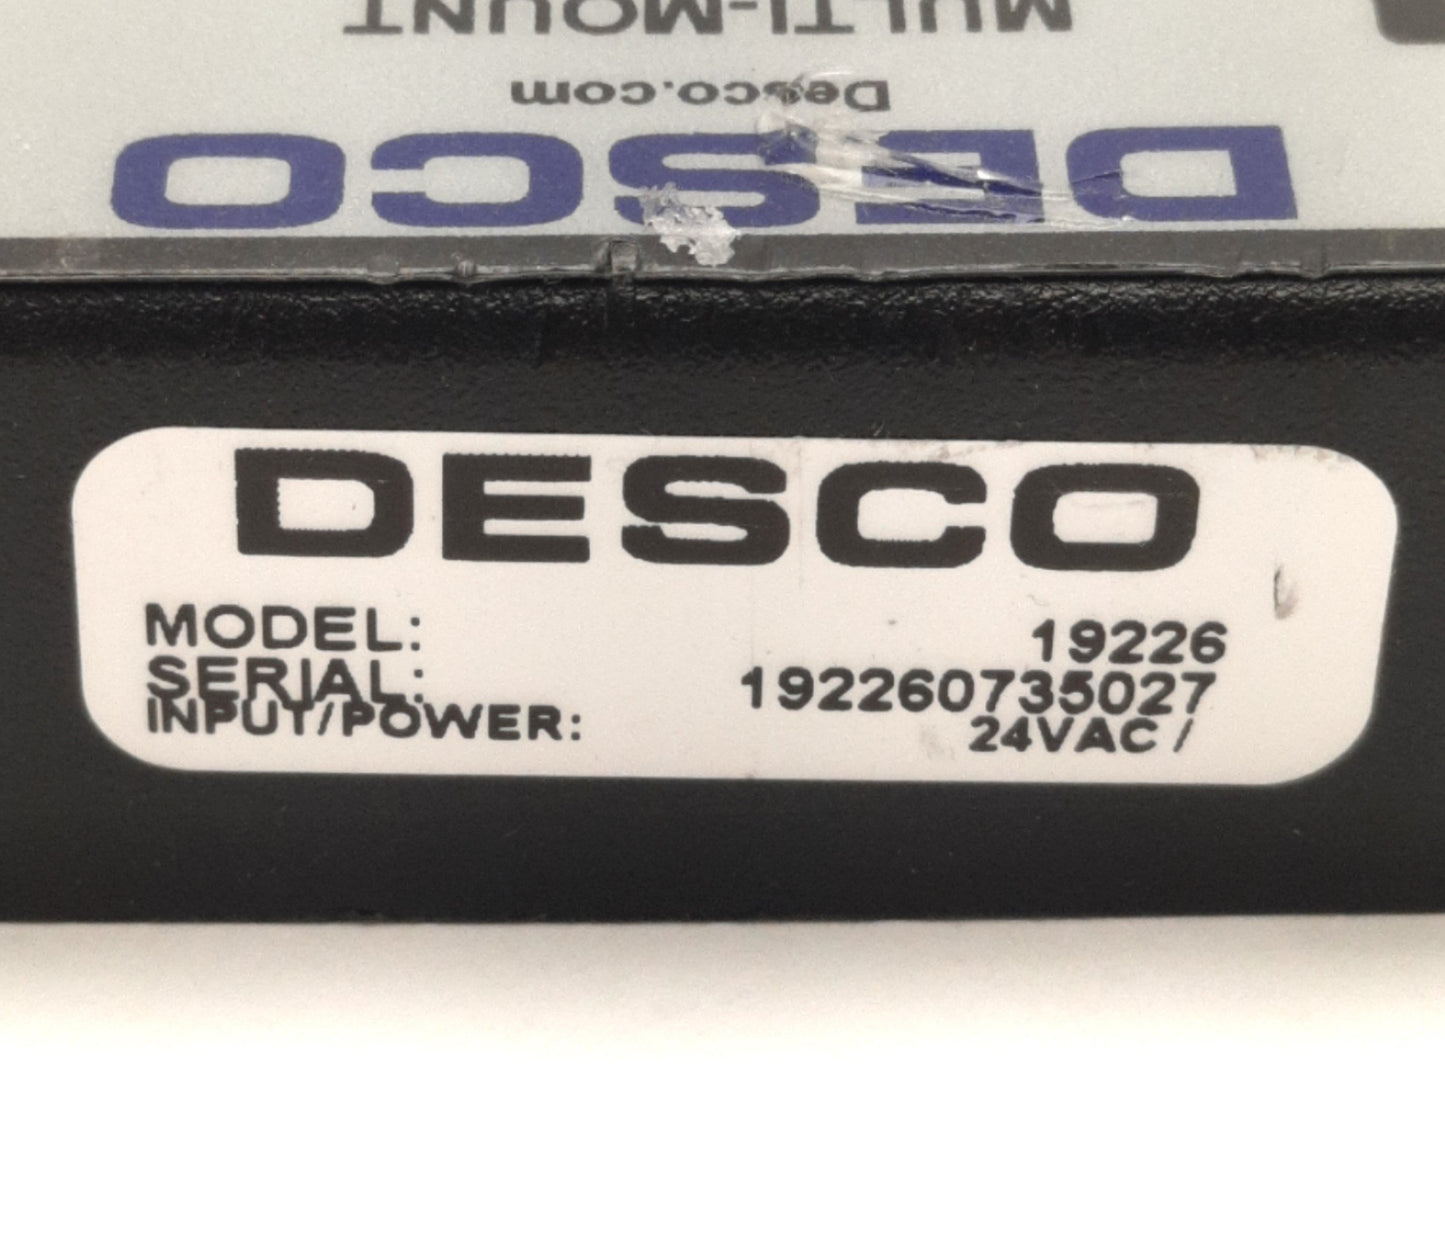 MULTI-MOUNT
Desco.com
DESCO
DESCO
MODEL: 19226
SERIAL: 192260735027
INPUT/POWER: 24VAC /